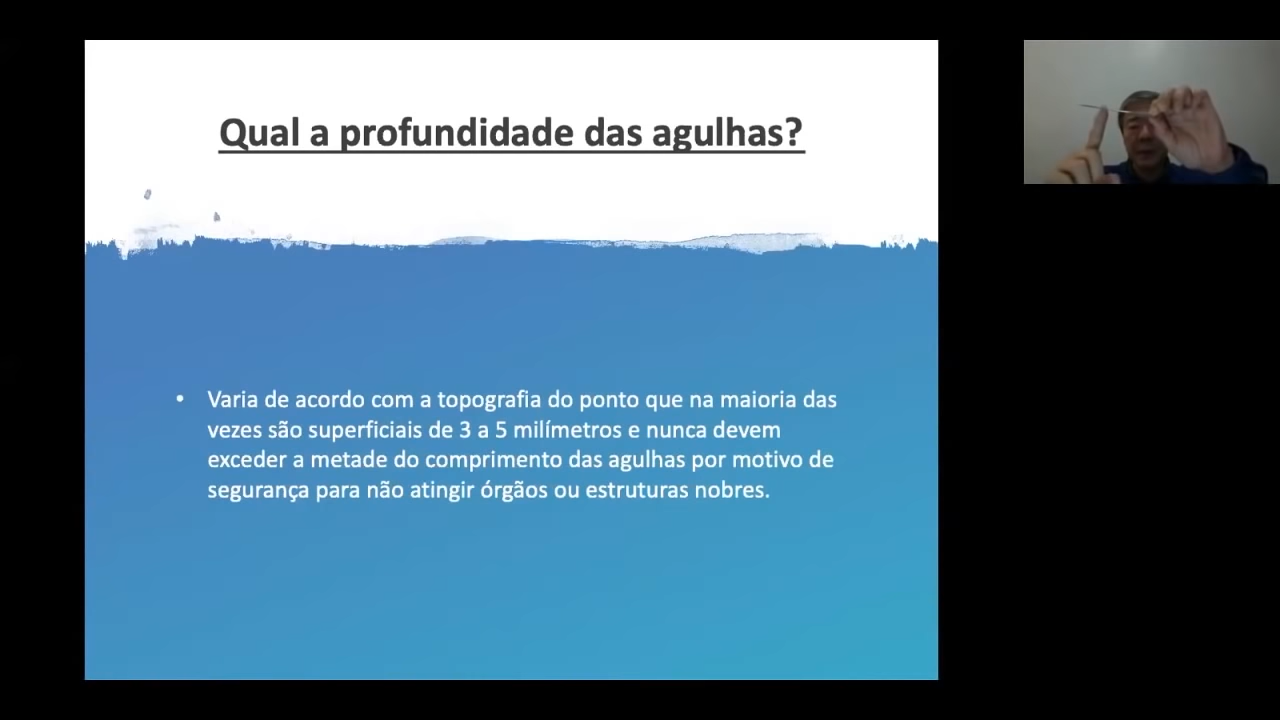 Qual a profundidade das agulhas?
• Varia de acordo com a topografia do ponto que na maioria das
vezes são superficiais de 3 a 5 milímetros e nunca devem
exceder a metade do comprimento das agulhas por motivo de
segurança para não atingir órgãos ou estruturas nobres.